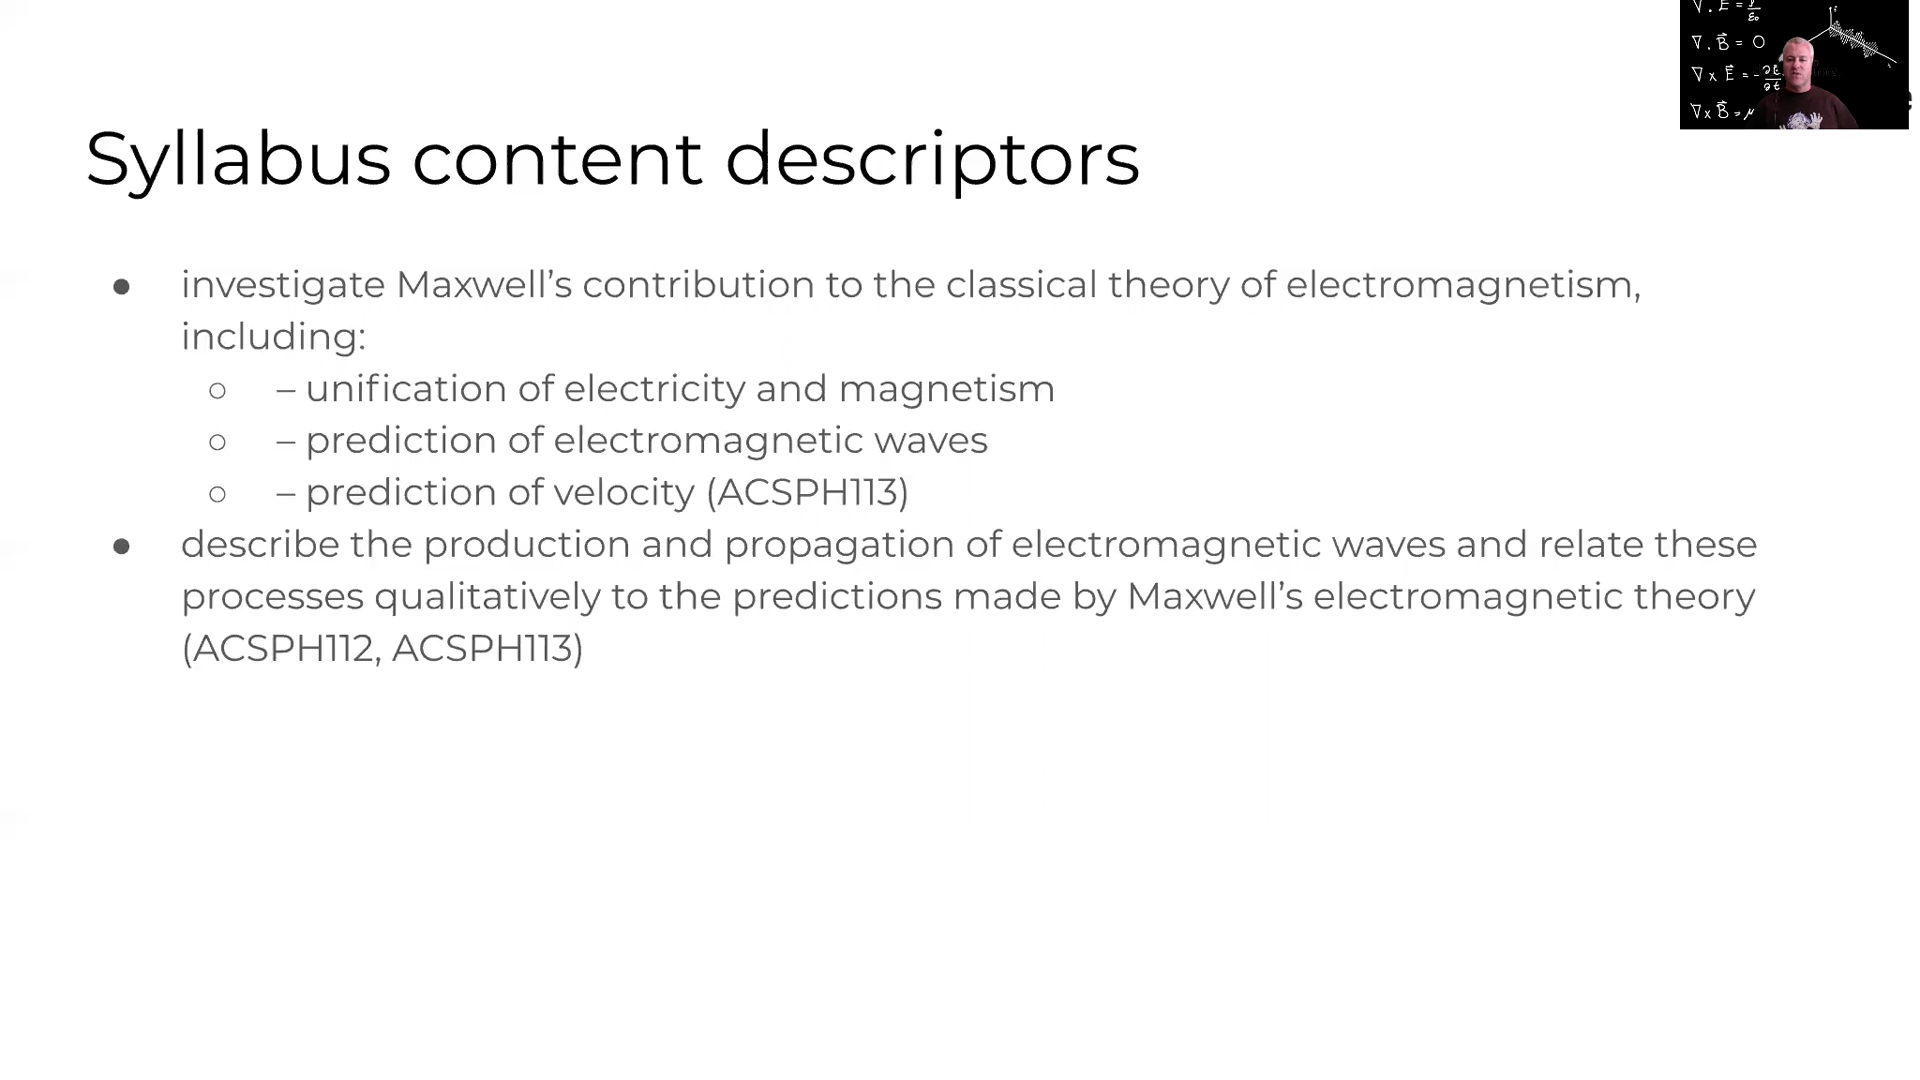 ∇ . E = ρ/ε₀
∇ . B⃗ = 0
∇ x E⃗ = - ∂B/∂t
∇ x B⃗ = μ
Syllabus content descriptors
● investigate Maxwell’s contribution to the classical theory of electromagnetism,
including:
○ – unification of electricity and magnetism
○ – prediction of electromagnetic waves
○ – prediction of velocity (ACSPH113)
● describe the production and propagation of electromagnetic waves and relate these
processes qualitatively to the predictions made by Maxwell’s electromagnetic theory
(ACSPH112, ACSPH113)